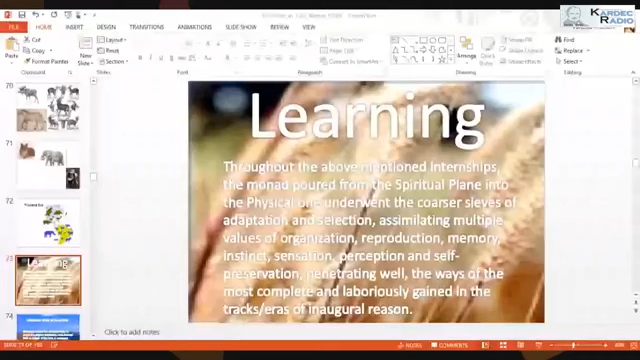 KARDEC
RADIO
FILE
HOME
INSERT
DESIGN
TRANSITIONS
ANIMATIONS
SLIDE SHOW
REVIEW
VIEW
Cut
Copy
Format Painter
Paste
Clipboard
New
Slide
Layout
Reset
Section
Slides
Paragraph
Arrange
Quick
Styles
Drawing
Find
Replace
Select
Editing
70
71
72
73
74
Learning
Throughout the above mentioned internships,
the monad poured from the Spiritual Plane into
the Physical one underwent the coarser sieves of
adaptation and selection, assimilating multiple
values of organization, reproduction, memory,
instinct, sensation, perception and self-
preservation, penetrating well, the ways of the
most complete and laboriously gained in the
tracks/eras of inaugural reason.
Click to add notes
NOTES
COMMENTS